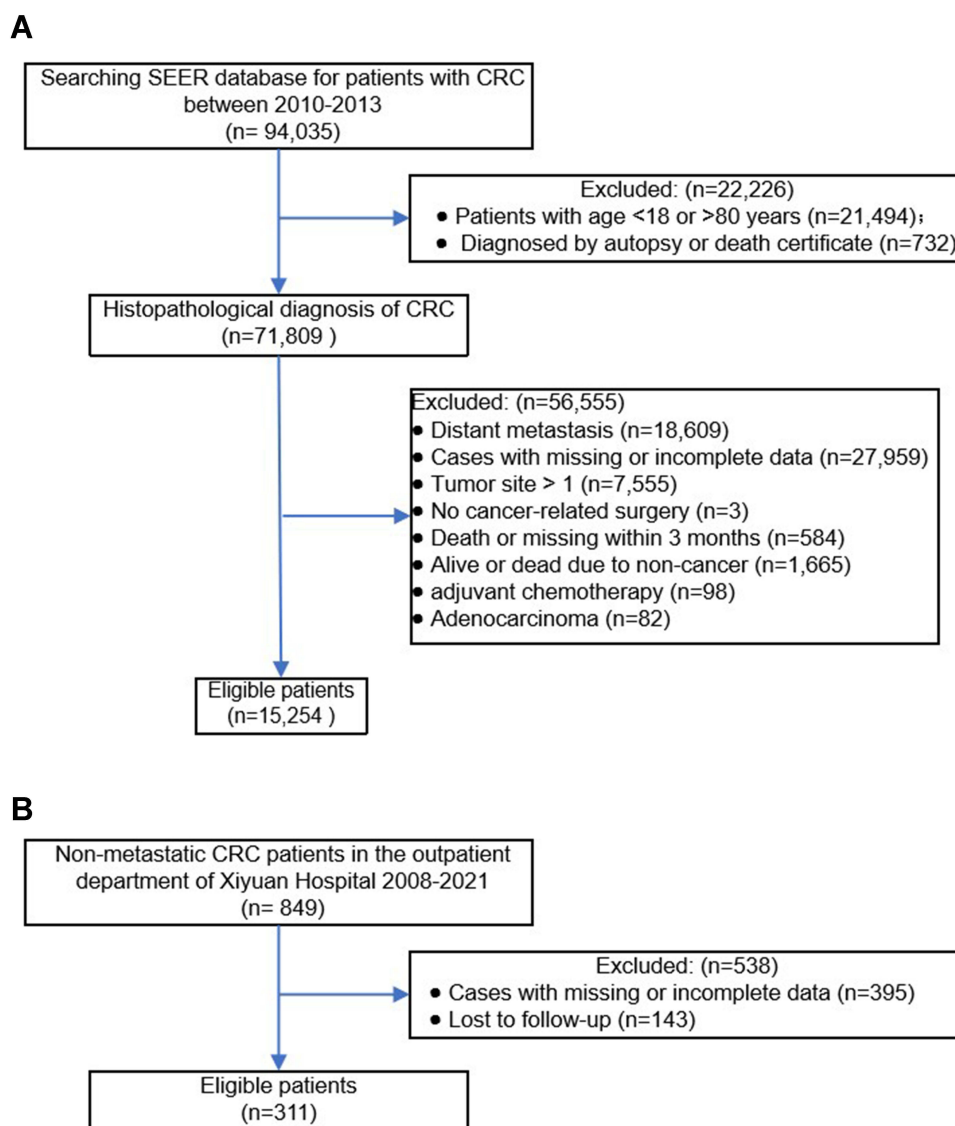 A
Searching SEER database for patients with CRC
between 2010-2013
(n= 94,035)
Excluded: (n=22,226)
● Patients with age <18 or >80 years (n=21,494)；
● Diagnosed by autopsy or death certificate (n=732)
Histopathological diagnosis of CRC
(n=71,809 )
Excluded: (n=56,555)
● Distant metastasis (n=18,609)
● Cases with missing or incomplete data (n=27,959)
● Tumor site > 1 (n=7,555)
● No cancer-related surgery (n=3)
● Death or missing within 3 months (n=584)
● Alive or dead due to non-cancer (n=1,665)
● adjuvant chemotherapy (n=98)
● Adenocarcinoma (n=82)
Eligible patients
(n=15,254 )
B
Non-metastatic CRC patients in the outpatient
department of Xiyuan Hospital 2008-2021
(n= 849)
Excluded: (n=538)
● Cases with missing or incomplete data (n=395)
● Lost to follow-up (n=143)
Eligible patients
(n=311)